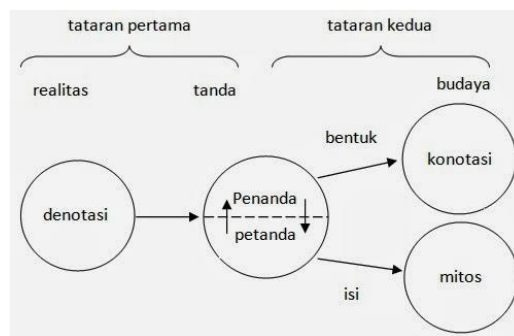 tataran pertama
tataran kedua
realitas
tanda
budaya
bentuk
konotasi
denotasi
Penanda
petanda
isi
mitos